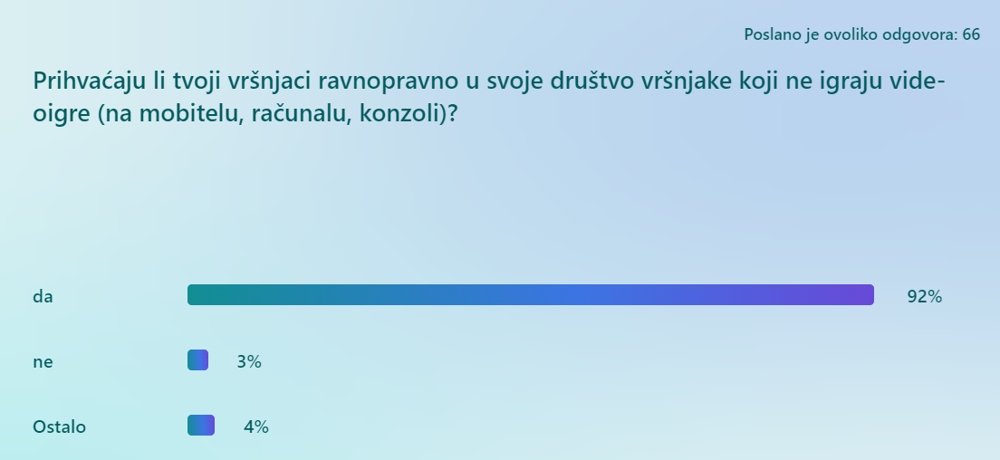 Poslano je ovoliko odgovora: 66
Prihvaćaju li tvoji vršnjaci ravnopravno u svoje društvo vršnjake koji ne igraju vide-
oigre (na mobitelu, računalu, konzoli)?
da 92%
ne 3%
Ostalo 4%